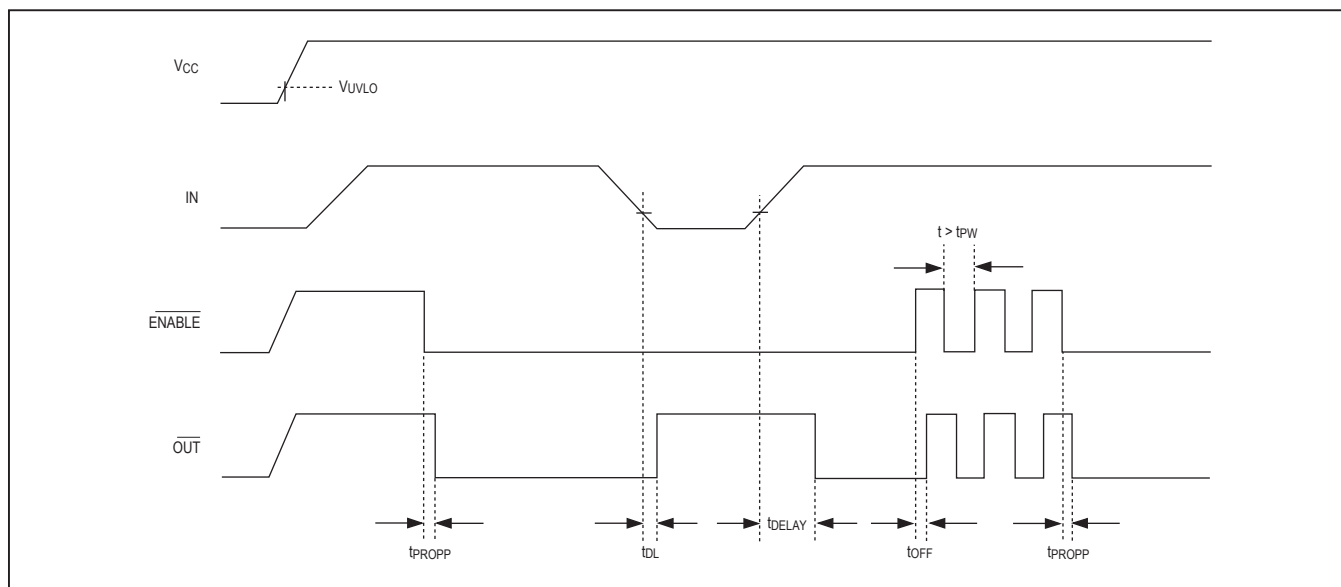 VCC
VUVLO
IN
t > tPW
ENABLE
OUT
tPROPP
tDL
tDELAY
tOFF
tPROPP